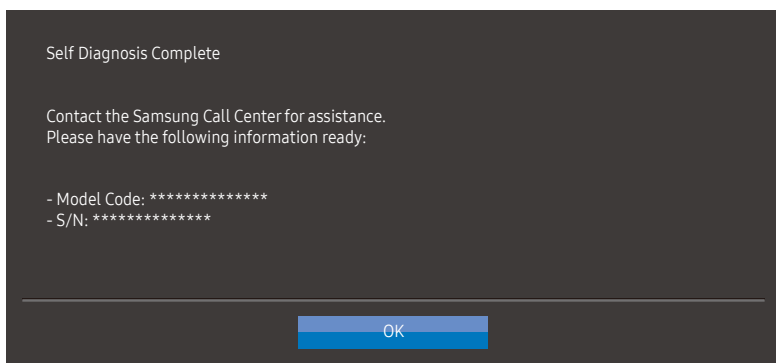 Self Diagnosis Complete
Contact the Samsung Call Center for assistance.
Please have the following information ready:
- Model Code: **************
- S/N: **************
OK